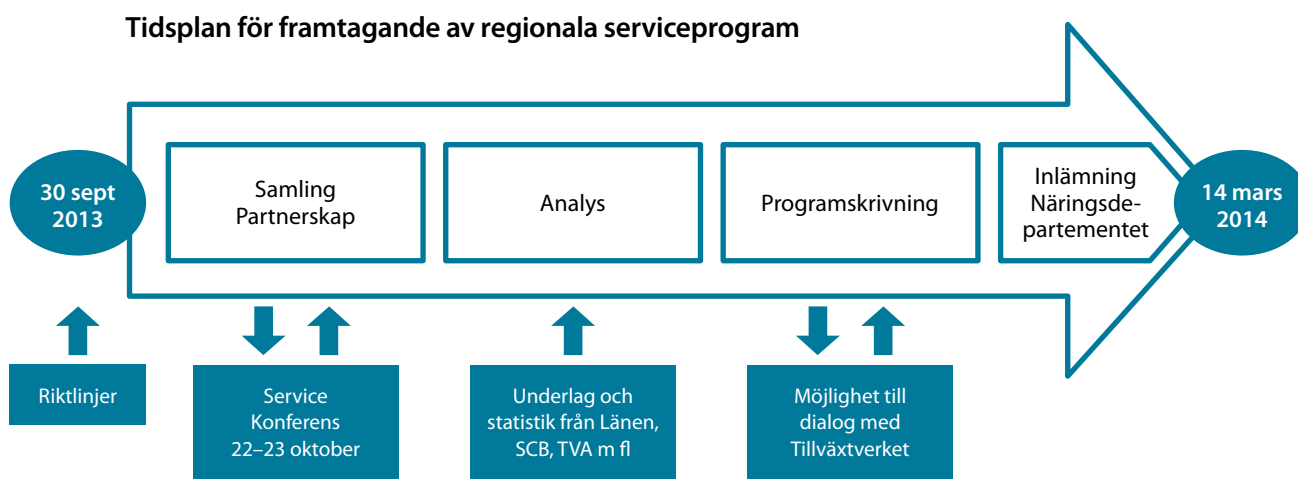 Tidsplan för framtagande av regionala serviceprogram
30 sept
2013
Samling
Partnerskap
Analys
Programskrivning
Inlämning
Näringsde-
partementet
14 mars
2014
Riktlinjer
Service
Konferens
22–23 oktober
Underlag och
statistik från Länen,
SCB, TVA m fl
Möjlighet till
dialog med
Tillväxtverket